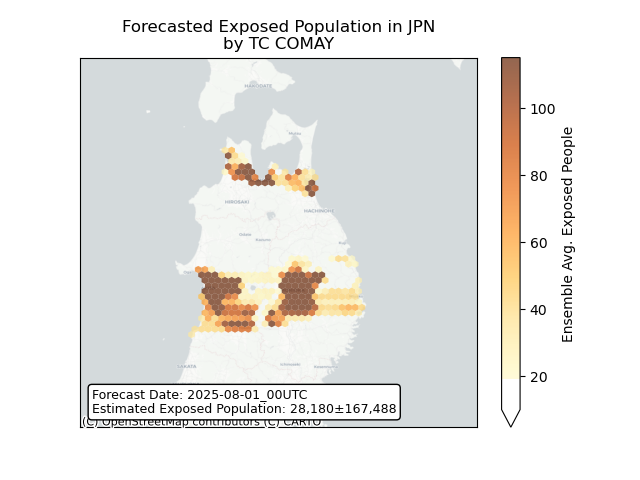 Forecasted Exposed Population in JPN
by TC COMAY
HAKODATE
HIROSAKI
HACHINOHE
100
80
60
40
20
Ensemble Avg. Exposed People
Forecast Date: 2025-08-01_00UTC
Estimated Exposed Population: 28,180±167,488
(C) OpenStreetMap contributors (C) CARTO